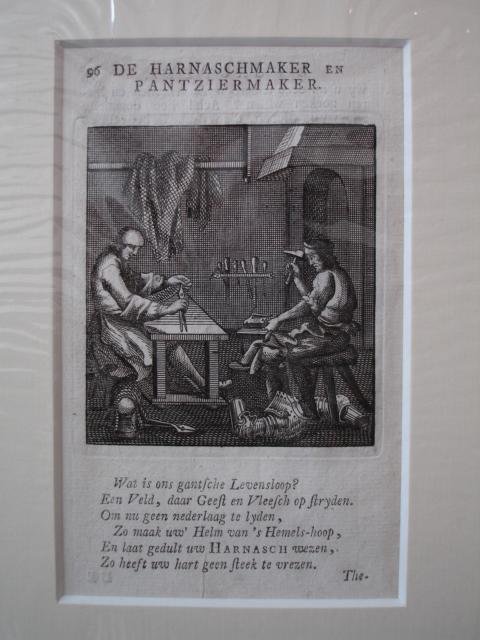 96 DE HARNASCHMAKER EN
PANTZIERMAKER.
Wat is ons gantſche Levensloop?
Een Veld, daar Geeſt en Vleeſch op ſtryden.
Om nu geen nederlaag te lyden,
Zo maak uw' Helm van 's Hemels-hoop,
En laat gedult uw HARNASCH wezen,
Zo heeft uw hart geen ſteek te vrezen.
The-